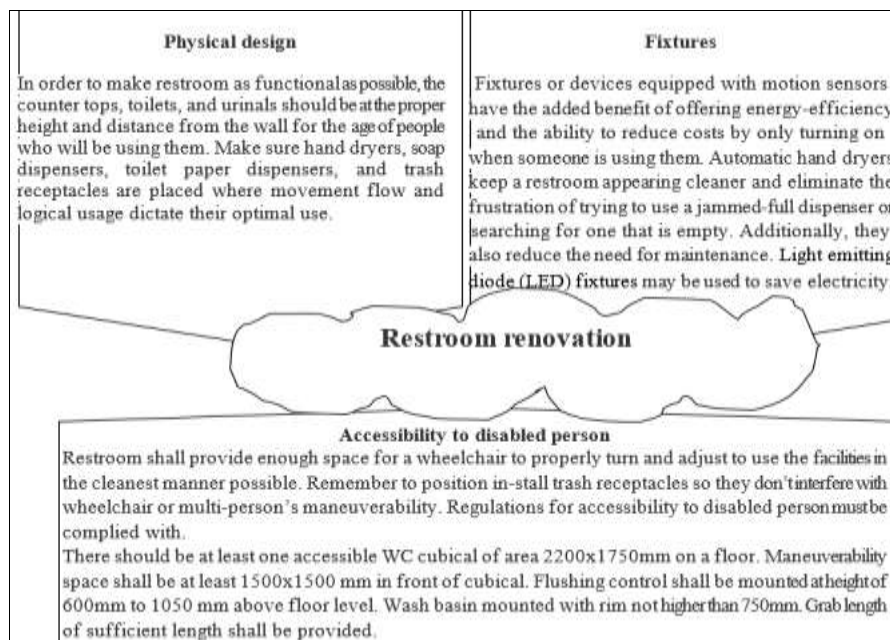 Physical design
In order to make restroom as functional as possible, the
counter tops, toilets, and urinals should be at the proper
height and distance from the wall for the age of people
who will be using them. Make sure hand dryers, soap
dispensers, toilet paper dispensers, and trash
receptacles are placed where movement flow and
logical usage dictate their optimal use.
Fixtures
Fixtures or devices equipped with motion sensors
have the added benefit of offering energy-efficiency
and the ability to reduce costs by only turning on
when someone is using them. Automatic hand dryers
keep a restroom appearing cleaner and eliminate the
frustration of trying to use a jammed-full dispenser or
searching for one that is empty. Additionally, they
also reduce the need for maintenance. Light emitting
diode (LED) fixtures may be used to save electricity
Restroom renovation
Accessibility to disabled person
Restroom shall provide enough space for a wheelchair to properly turn and adjust to use the facilities in
the cleanest manner possible. Remember to position in-stall trash receptacles so they don't interfere with
wheelchair or multi-person's maneuverability. Regulations for accessibility to disabled person must be
complied with.
There should be at least one accessible WC cubical of area 2200x1750mm on a floor. Maneuverability
space shall be at least 1500x1500 mm in front of cubical. Flushing control shall be mounted at height of
600mm to 1050 mm above floor level. Wash basin mounted with rim not higher than 750mm. Grab length
of sufficient length shall be provided.